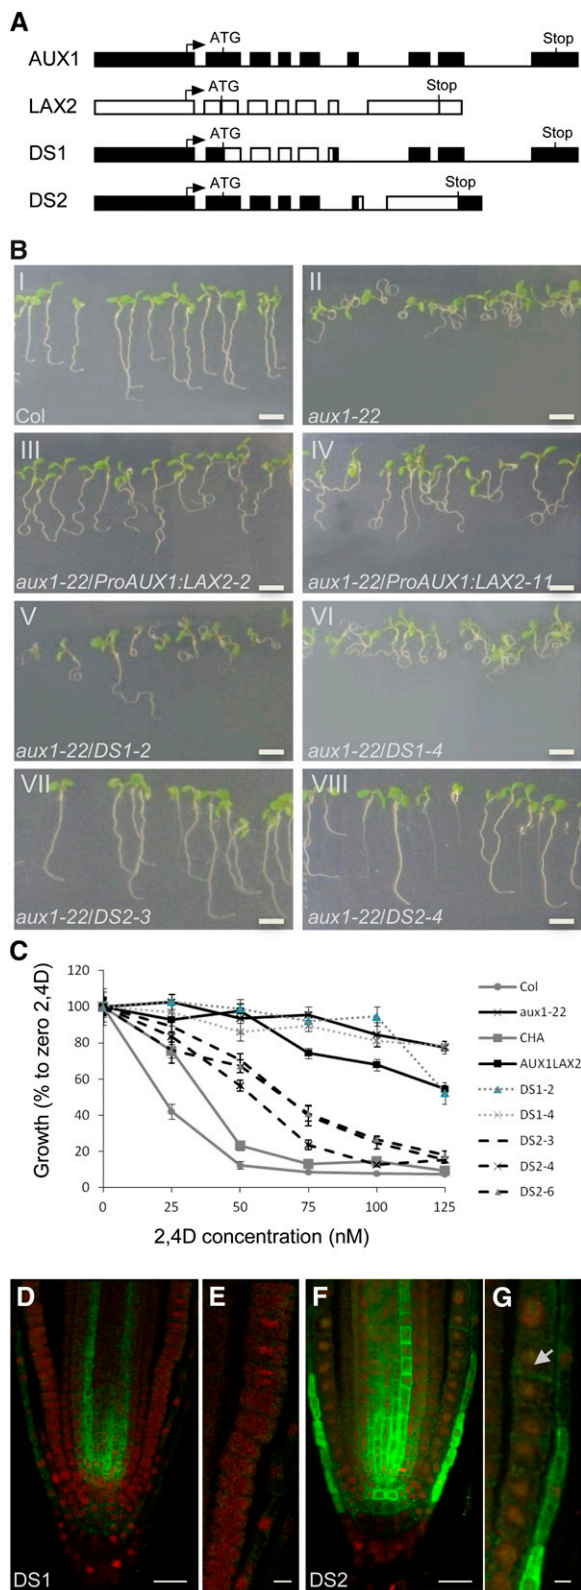 A
AUX1
ATG
Stop
LAX2
ATG
Stop
DS1
ATG
Stop
DS2
ATG
Stop
B
I
Col
II
aux1-22
III
aux1-22/ProAUX1:LAX2-2
IV
aux1-22/ProAUX1:LAX2-11
V
aux1-22/DS1-2
VI
aux1-22/DS1-4
VII
aux1-22/DS2-3
VIII
aux1-22/DS2-4
C
Growth (% to zero 2,4D)
120
100
80
60
40
20
0
0 25 50 75 100 125
2,4D concentration (nM)
Col
aux1-22
CHA
AUX1LAX2
DS1-2
DS1-4
DS2-3
DS2-4
DS2-6
D
DS1
E
F
DS2
G